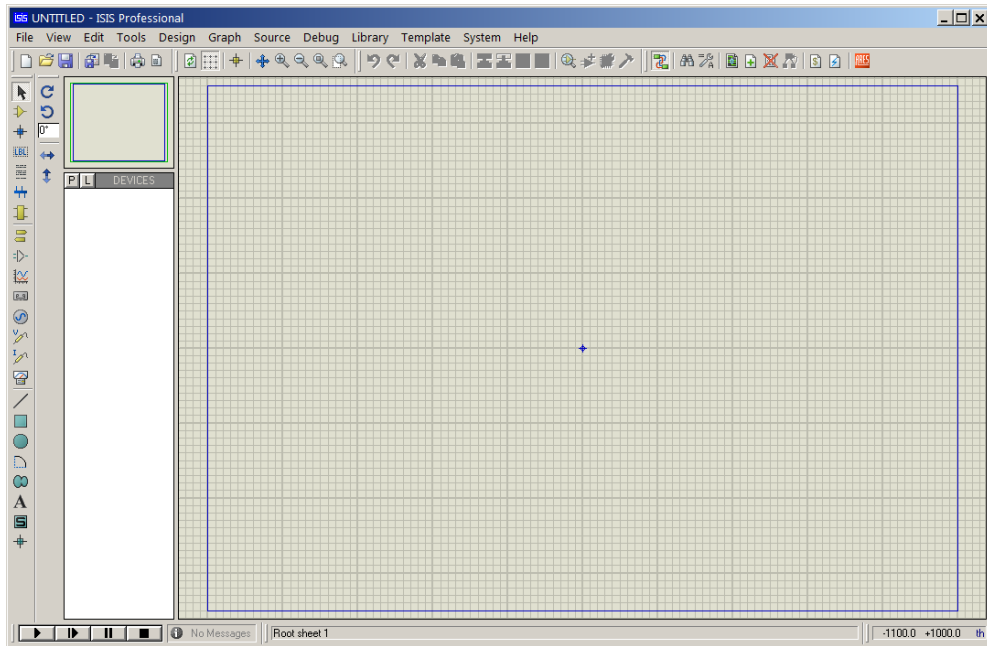 isis UNTITLED - ISIS Professional
File View Edit Tools Design Graph Source Debug Library Template System Help
0°
LBL
P L DEVICES
A
S
No Messages
Root sheet 1
-1100.0 +1000.0 th